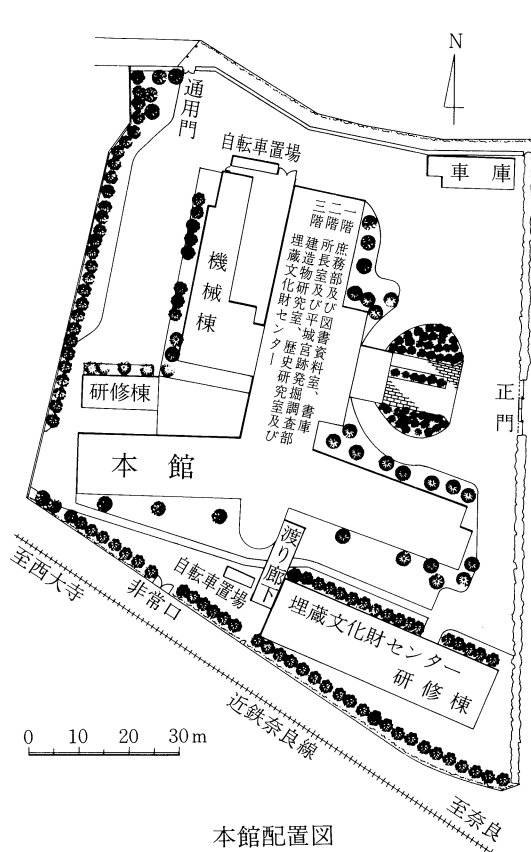 N
通用門
自転車置場
車庫
機械棟
一階 庶務部及び図書資料室、書庫
二階 所長室及び平城宮跡発掘調査部
三階 建造物研究室、歴史研究室及び
埋蔵文化財センター
正門
研修棟
本館
渡り廊下
自転車置場
非常口
至西大寺
埋蔵文化財センター
研修棟
近鉄奈良線
至奈良
0 10 20 30m
本館配置図